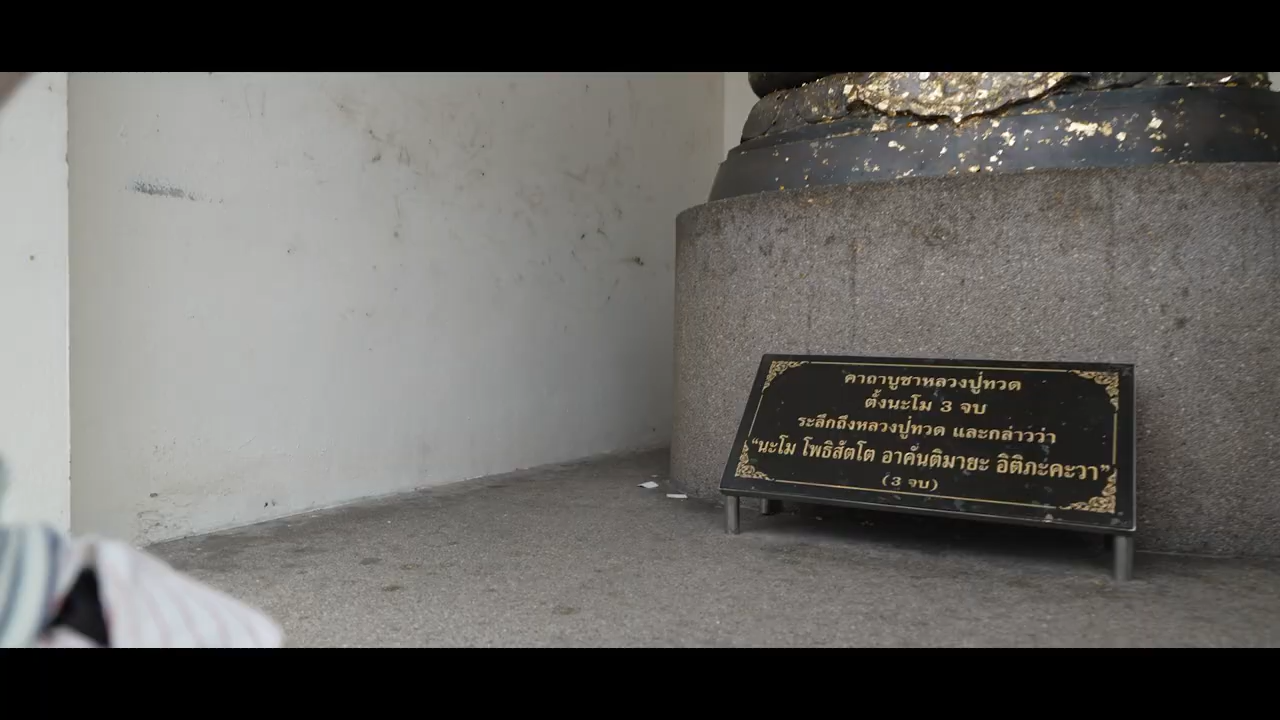 คาถาบูชาหลวงปู่ทวด
ตั้งนะโม 3 จบ
ระลึกถึงหลวงปู่ทวด และกล่าวว่า
“นะโม โพธิสัตโต อาคันติมายะ อิติภะคะวา”
(3 จบ)